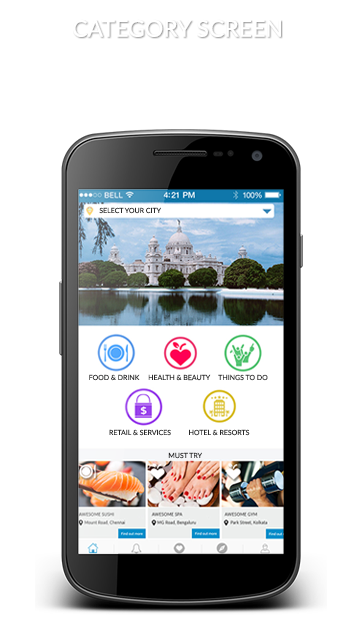 CATEGORY SCREEN
BELL 4:21 PM 100%
SELECT YOUR CITY
FOOD & DRINK HEALTH & BEAUTY THINGS TO DO
$
RETAIL & SERVICES HOTEL & RESORTS
MUST TRY
AWESOME SUSHI AWESOME SPA AWESOME GYM
Mount Road, Chennai MG Road, Bengaluru Park Street, Kolkata
Find out more Find out more Find out more